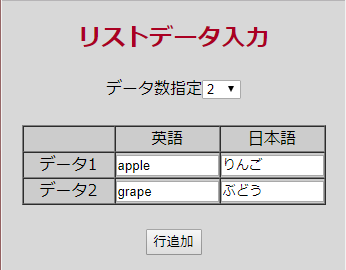 リストデータ入力
データ数指定 2
英語 日本語
データ1 apple りんご
データ2 grape ぶどう
行追加